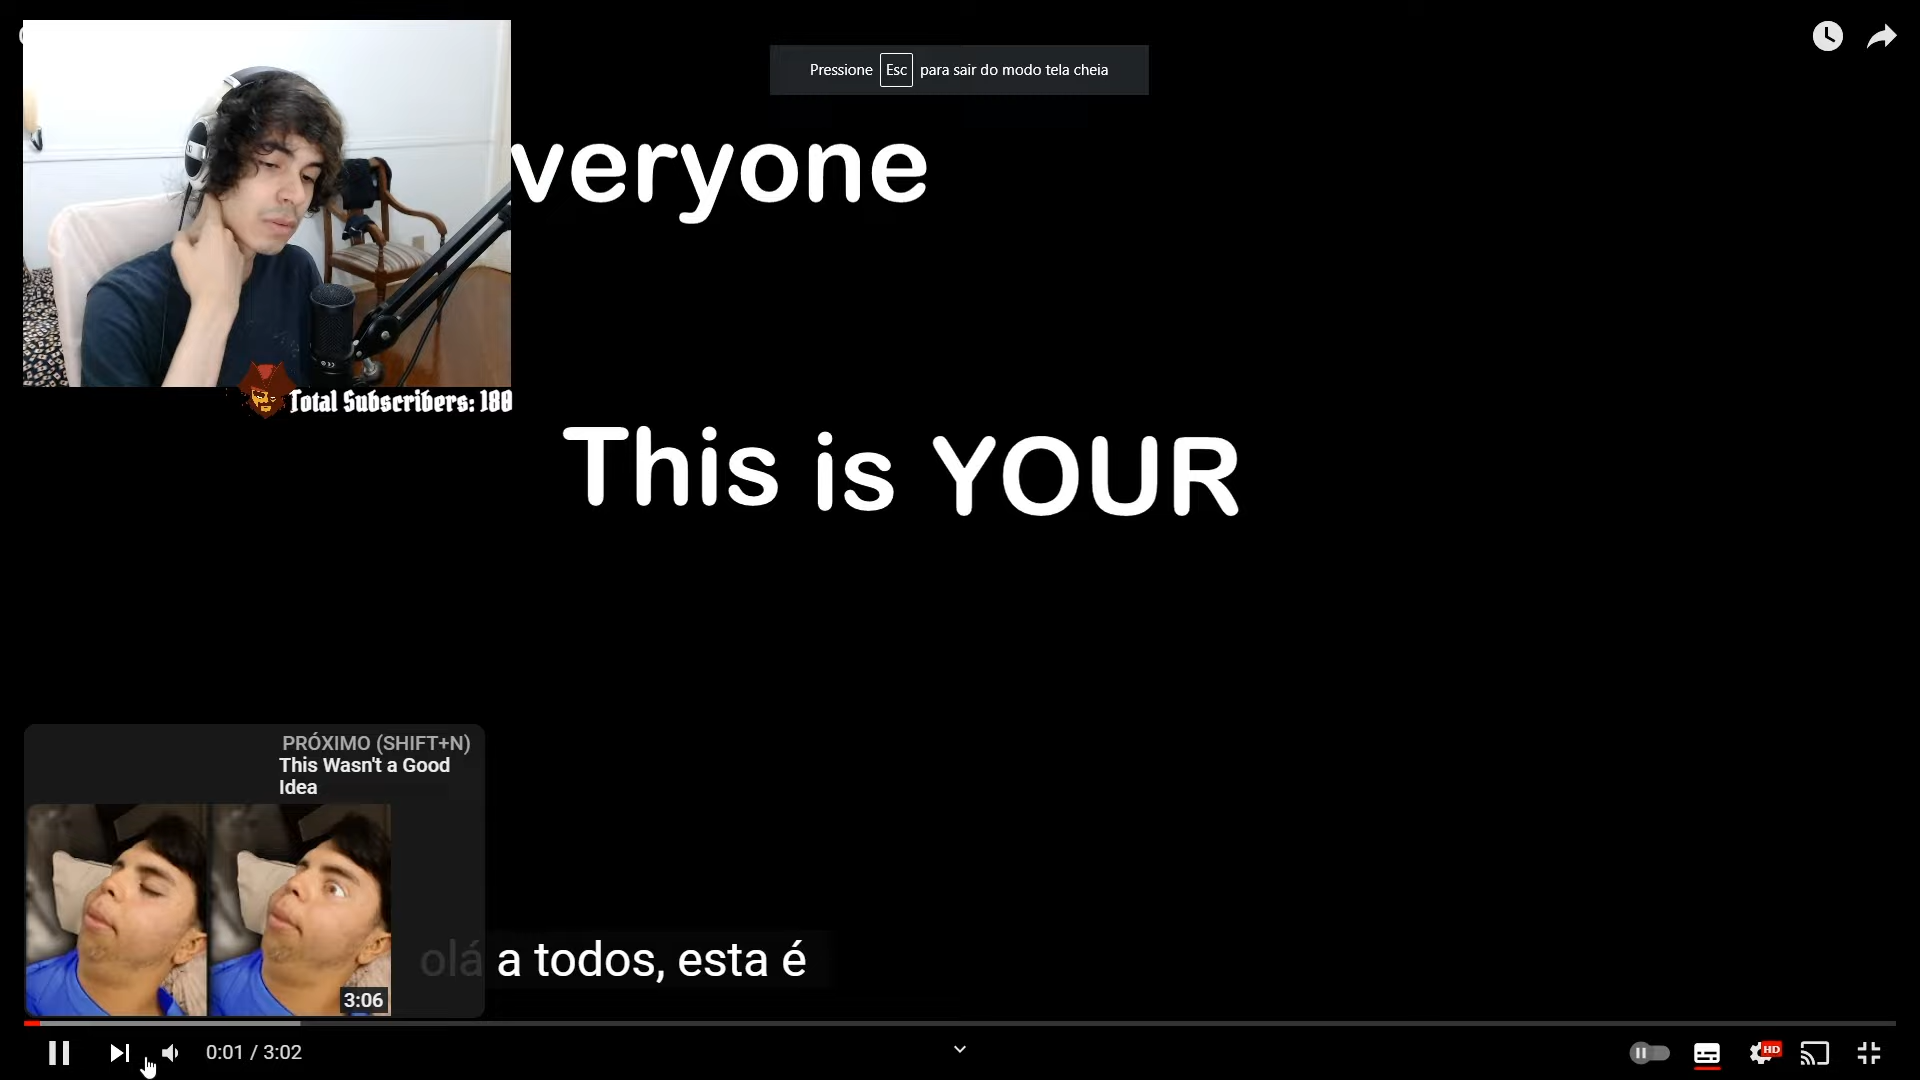 Pressione Esc para sair do modo tela cheia
veryone
Total Subscribers: 188
This is YOUR
PRÓXIMO (SHIFT+N)
This Wasn't a Good
Idea
3:06
olá a todos, esta é
0:01 / 3:02
HD